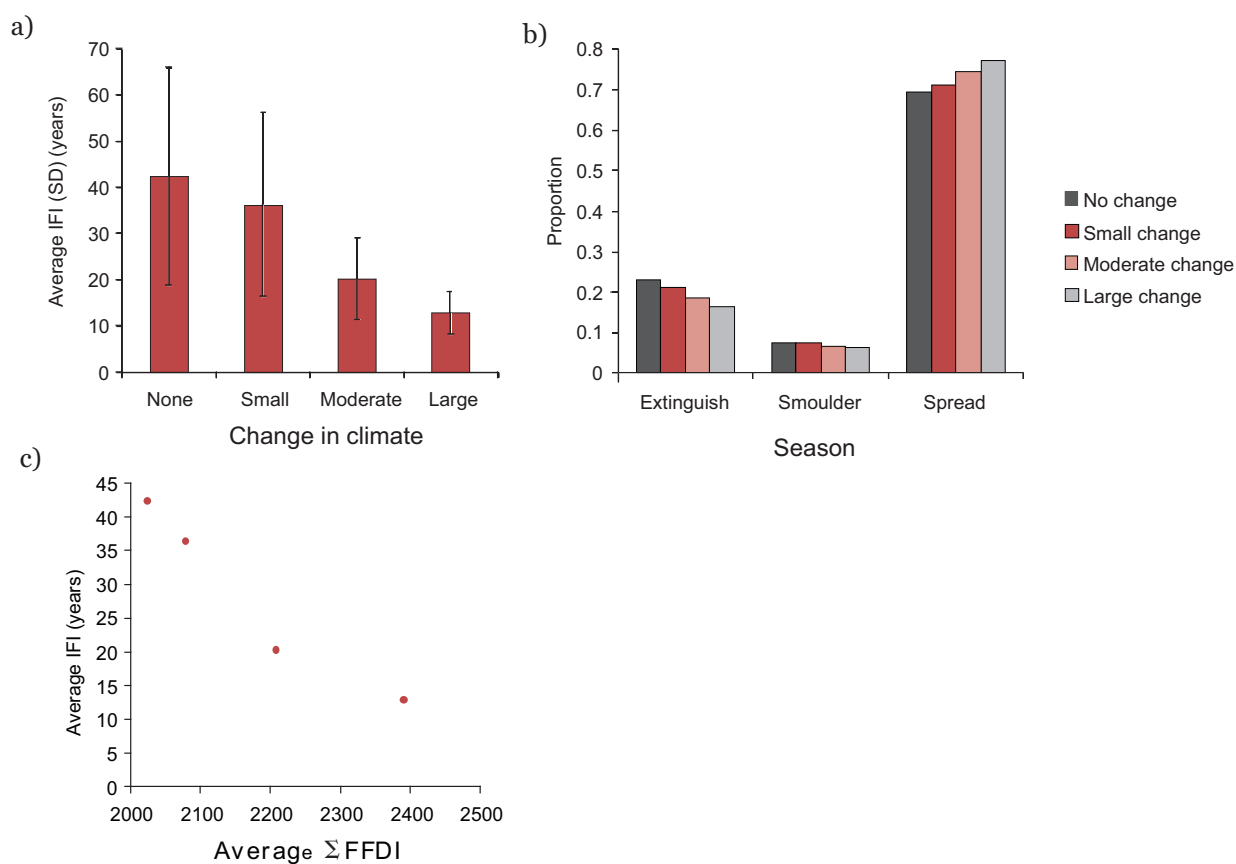 a)
70
60
50
40
30
20
10
0
Average IFI (SD) (years)
None Small Moderate Large
Change in climate
b)
0.8
0.7
0.6
0.5
0.4
0.3
0.2
0.1
0
Proportion
Extinguish Smoulder Spread
Season
No change
Small change
Moderate change
Large change
c)
45
40
35
30
25
20
15
10
5
0
Average IFI (years)
2000 2100 2200 2300 2400 2500
Average ΣFFDI